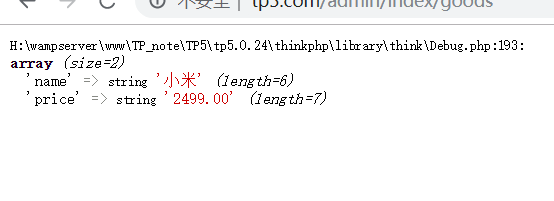 不安全 | tp5.com/admin/index/goods
H:\wampserver\www\TP_note\TP5\tp5.0.24\thinkphp\library\think\Debug.php:193:
array (size=2)
'name' => string '小米' (length=6)
'price' => string '2499.00' (length=7)